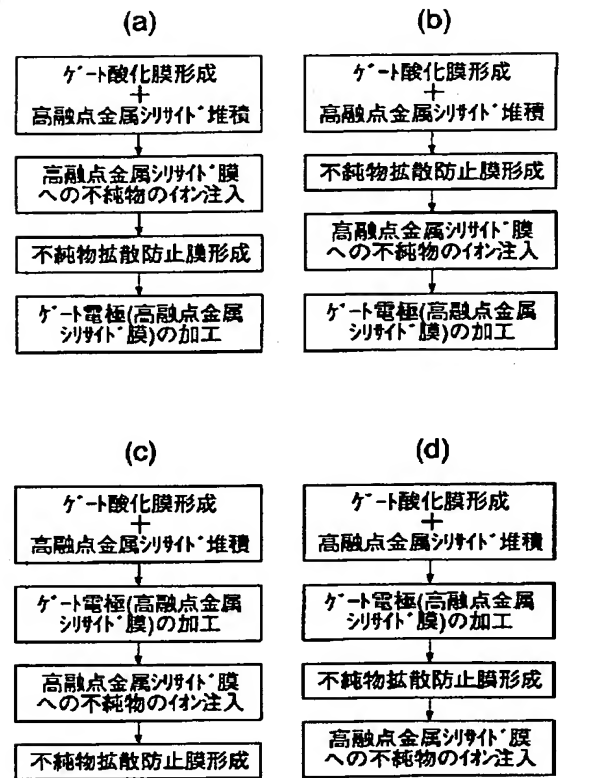 (a)
ｹﾞｰﾄ酸化膜形成
＋
高融点金属ｼﾘｻｲﾄﾞ堆積
高融点金属ｼﾘｻｲﾄﾞ膜
への不純物のｲｵﾝ注入
不純物拡散防止膜形成
ｹﾞｰﾄ電極(高融点金属
ｼﾘｻｲﾄﾞ膜)の加工
(b)
ｹﾞｰﾄ酸化膜形成
＋
高融点金属ｼﾘｻｲﾄﾞ堆積
不純物拡散防止膜形成
高融点金属ｼﾘｻｲﾄﾞ膜
への不純物のｲｵﾝ注入
ｹﾞｰﾄ電極(高融点金属
ｼﾘｻｲﾄﾞ膜)の加工
(c)
ｹﾞｰﾄ酸化膜形成
＋
高融点金属ｼﾘｻｲﾄﾞ堆積
ｹﾞｰﾄ電極(高融点金属
ｼﾘｻｲﾄﾞ膜)の加工
高融点金属ｼﾘｻｲﾄﾞ膜
への不純物のｲｵﾝ注入
不純物拡散防止膜形成
(d)
ｹﾞｰﾄ酸化膜形成
＋
高融点金属ｼﾘｻｲﾄﾞ堆積
ｹﾞｰﾄ電極(高融点金属
ｼﾘｻｲﾄﾞ膜)の加工
不純物拡散防止膜形成
高融点金属ｼﾘｻｲﾄﾞ膜
への不純物のｲｵﾝ注入